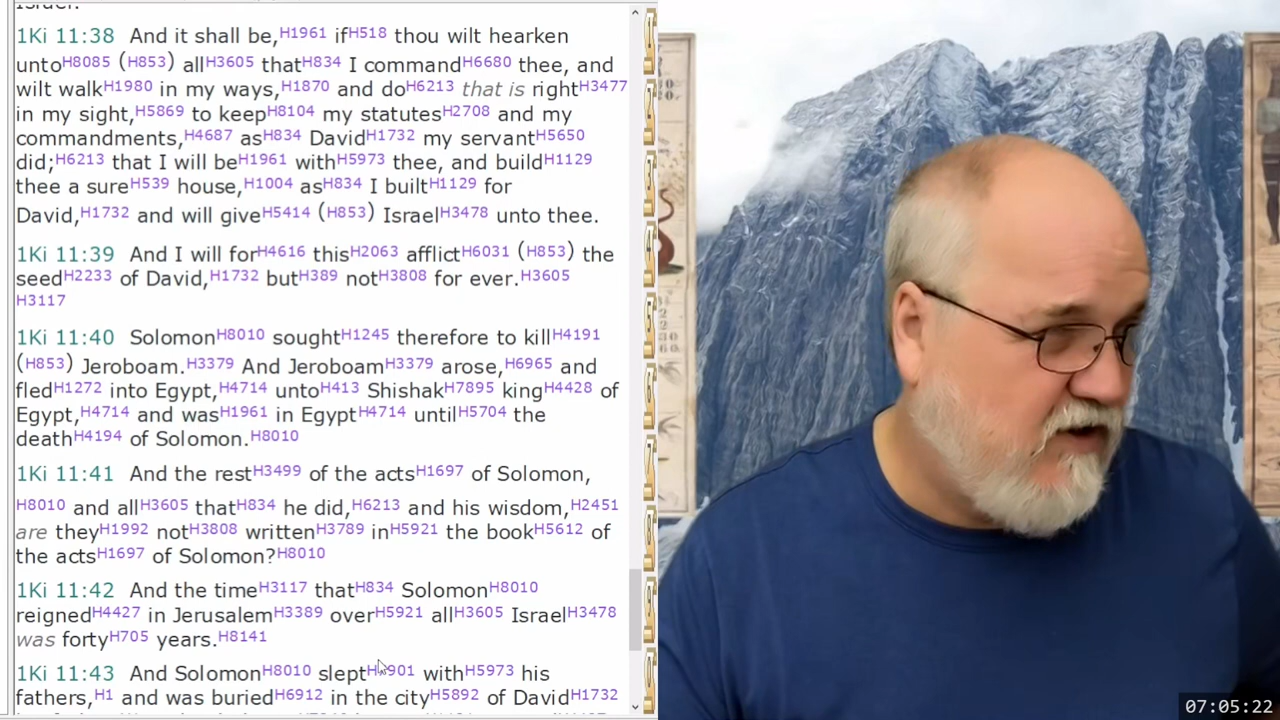 1Ki 11:38 And it shall be,H1961 ifH518 thou wilt hearken
untoH8085 (H853) allH3605 thatH834 I commandH6680 thee, and
wilt walkH1980 in my ways,H1870 and doH6213 that is rightH3477
in my sight,H5869 to keepH8104 my statutesH2708 and my
commandments,H4687 asH834 DavidH1732 my servantH5650
did;H6213 that I will beH1961 withH5973 thee, and buildH1129
thee a sureH539 house,H1004 asH834 I builtH1129 for
David,H1732 and will giveH5414 (H853) IsraelH3478 unto thee.
1Ki 11:39 And I will forH4616 thisH2063 afflictH6031 (H853) the
seedH2233 of David,H1732 butH389 notH3808 for ever.H3605
H3117
1Ki 11:40 SolomonH8010 soughtH1245 therefore to killH4191
(H853) Jeroboam.H3379 And JeroboamH3379 arose,H6965 and
fledH1272 into Egypt,H4714 untoH413 ShishakH7895 kingH4428 of
Egypt,H4714 and wasH1961 in EgyptH4714 untilH5704 the
deathH4194 of Solomon.H8010
1Ki 11:41 And the restH3499 of the actsH1697 of Solomon,
H8010 and allH3605 thatH834 he did,H6213 and his wisdom,H2451
are theyH1992 notH3808 writtenH3789 inH5921 the bookH5612 of
the actsH1697 of Solomon?H8010
1Ki 11:42 And the timeH3117 thatH834 SolomonH8010
reignedH4427 in JerusalemH3389 overH5921 allH3605 IsraelH3478
was fortyH705 years.H8141
1Ki 11:43 And SolomonH8010 slept withH5973 his
fathers,H1 and was buriedH6912 in the cityH5892 of DavidH1732
07:05:22